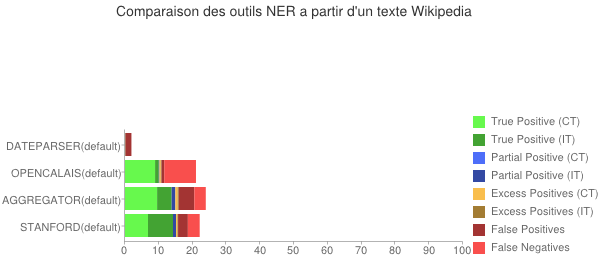 Comparaison des outils NER a partir d'un texte Wikipedia
True Positive (CT)
True Positive (IT)
Partial Positive (CT)
Partial Positive (IT)
Excess Positives (CT)
Excess Positives (IT)
False Positives
False Negatives
DATEPARSER(default)
OPENCALAIS(default)
AGGREGATOR(default)
STANFORD(default)
0 10 20 30 40 50 60 70 80 90 100